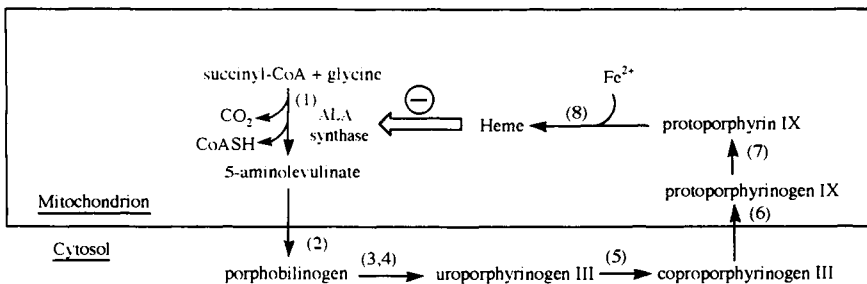 succinyl-CoA + glycine
Fe²⁺
(1)
CO₂
ALA
synthase
−
Heme
(8)
protoporphyrin IX
CoASH
(7)
5-aminolevulinate
protoporphyrinogen IX
Mitochondrion
(6)
Cytosol
(2)
porphobilinogen
(3,4)
uroporphyrinogen III
(5)
coproporphyrinogen III